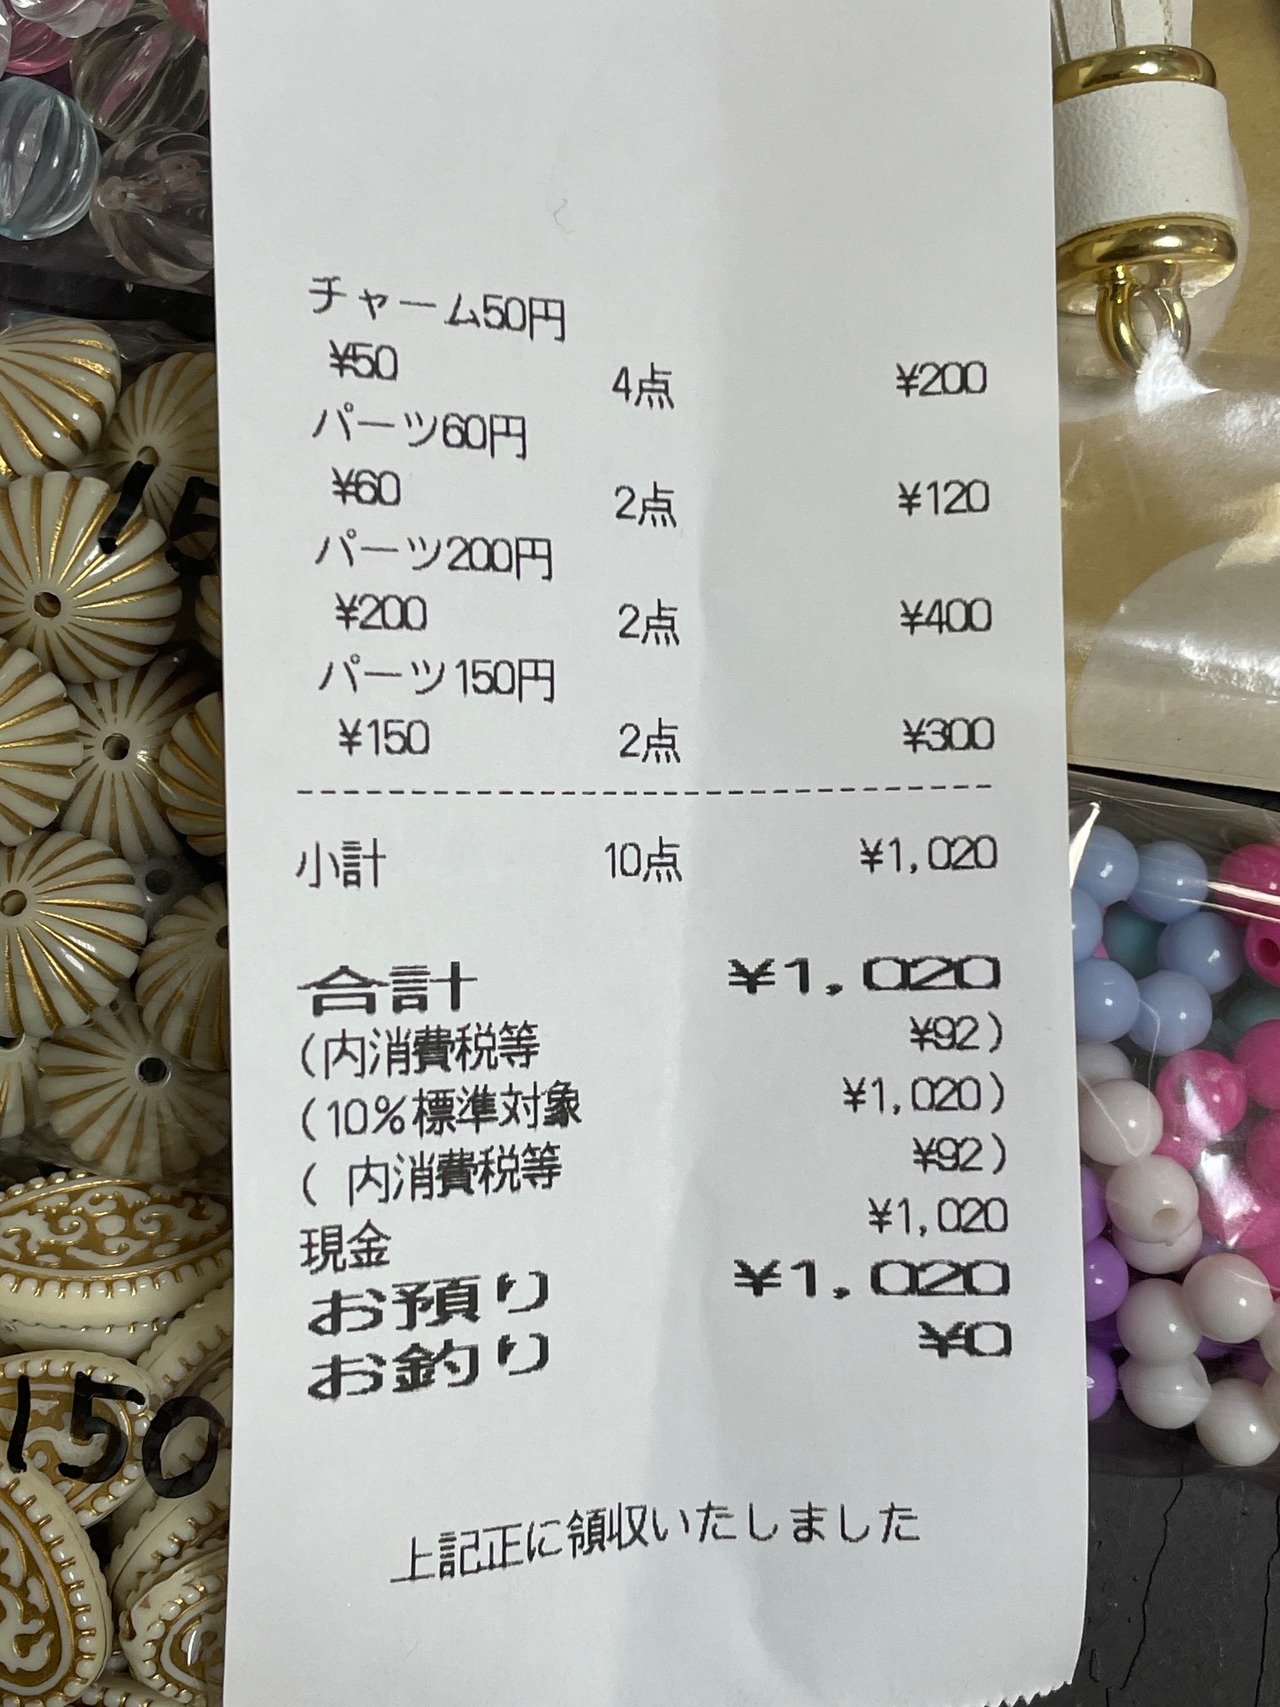 チャーム50円
¥50 4点 ¥200
パーツ60円
¥60 2点 ¥120
パーツ200円
¥200 2点 ¥400
パーツ150円
¥150 2点 ¥300
小計 10点 ¥1,020
合計 ¥1,020
(内消費税等 ¥92)
(10%標準対象 ¥1,020)
( 内消費税等 ¥92)
現金 ¥1,020
お預り ¥1,020
お釣り ¥0
上記正に領収いたしました
150